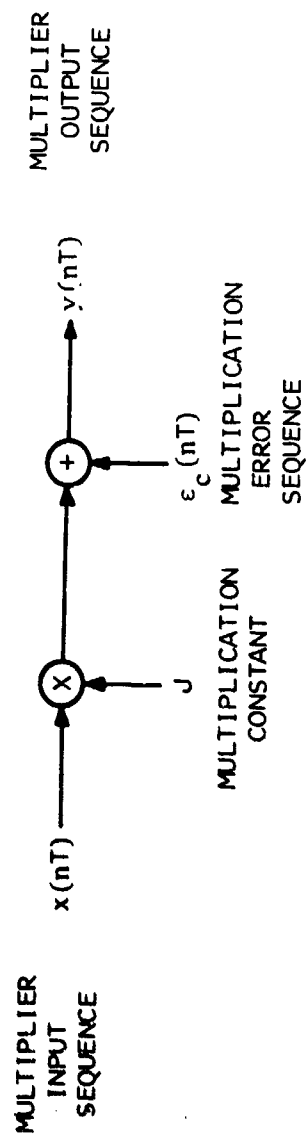 MULTIPLIER
INPUT
SEQUENCE
x(nT)
X
c
MULTIPLICATION
CONSTANT
+
ε_c(nT)
MULTIPLICATION
ERROR
SEQUENCE
y(nT)
MULTIPLIER
OUTPUT
SEQUENCE